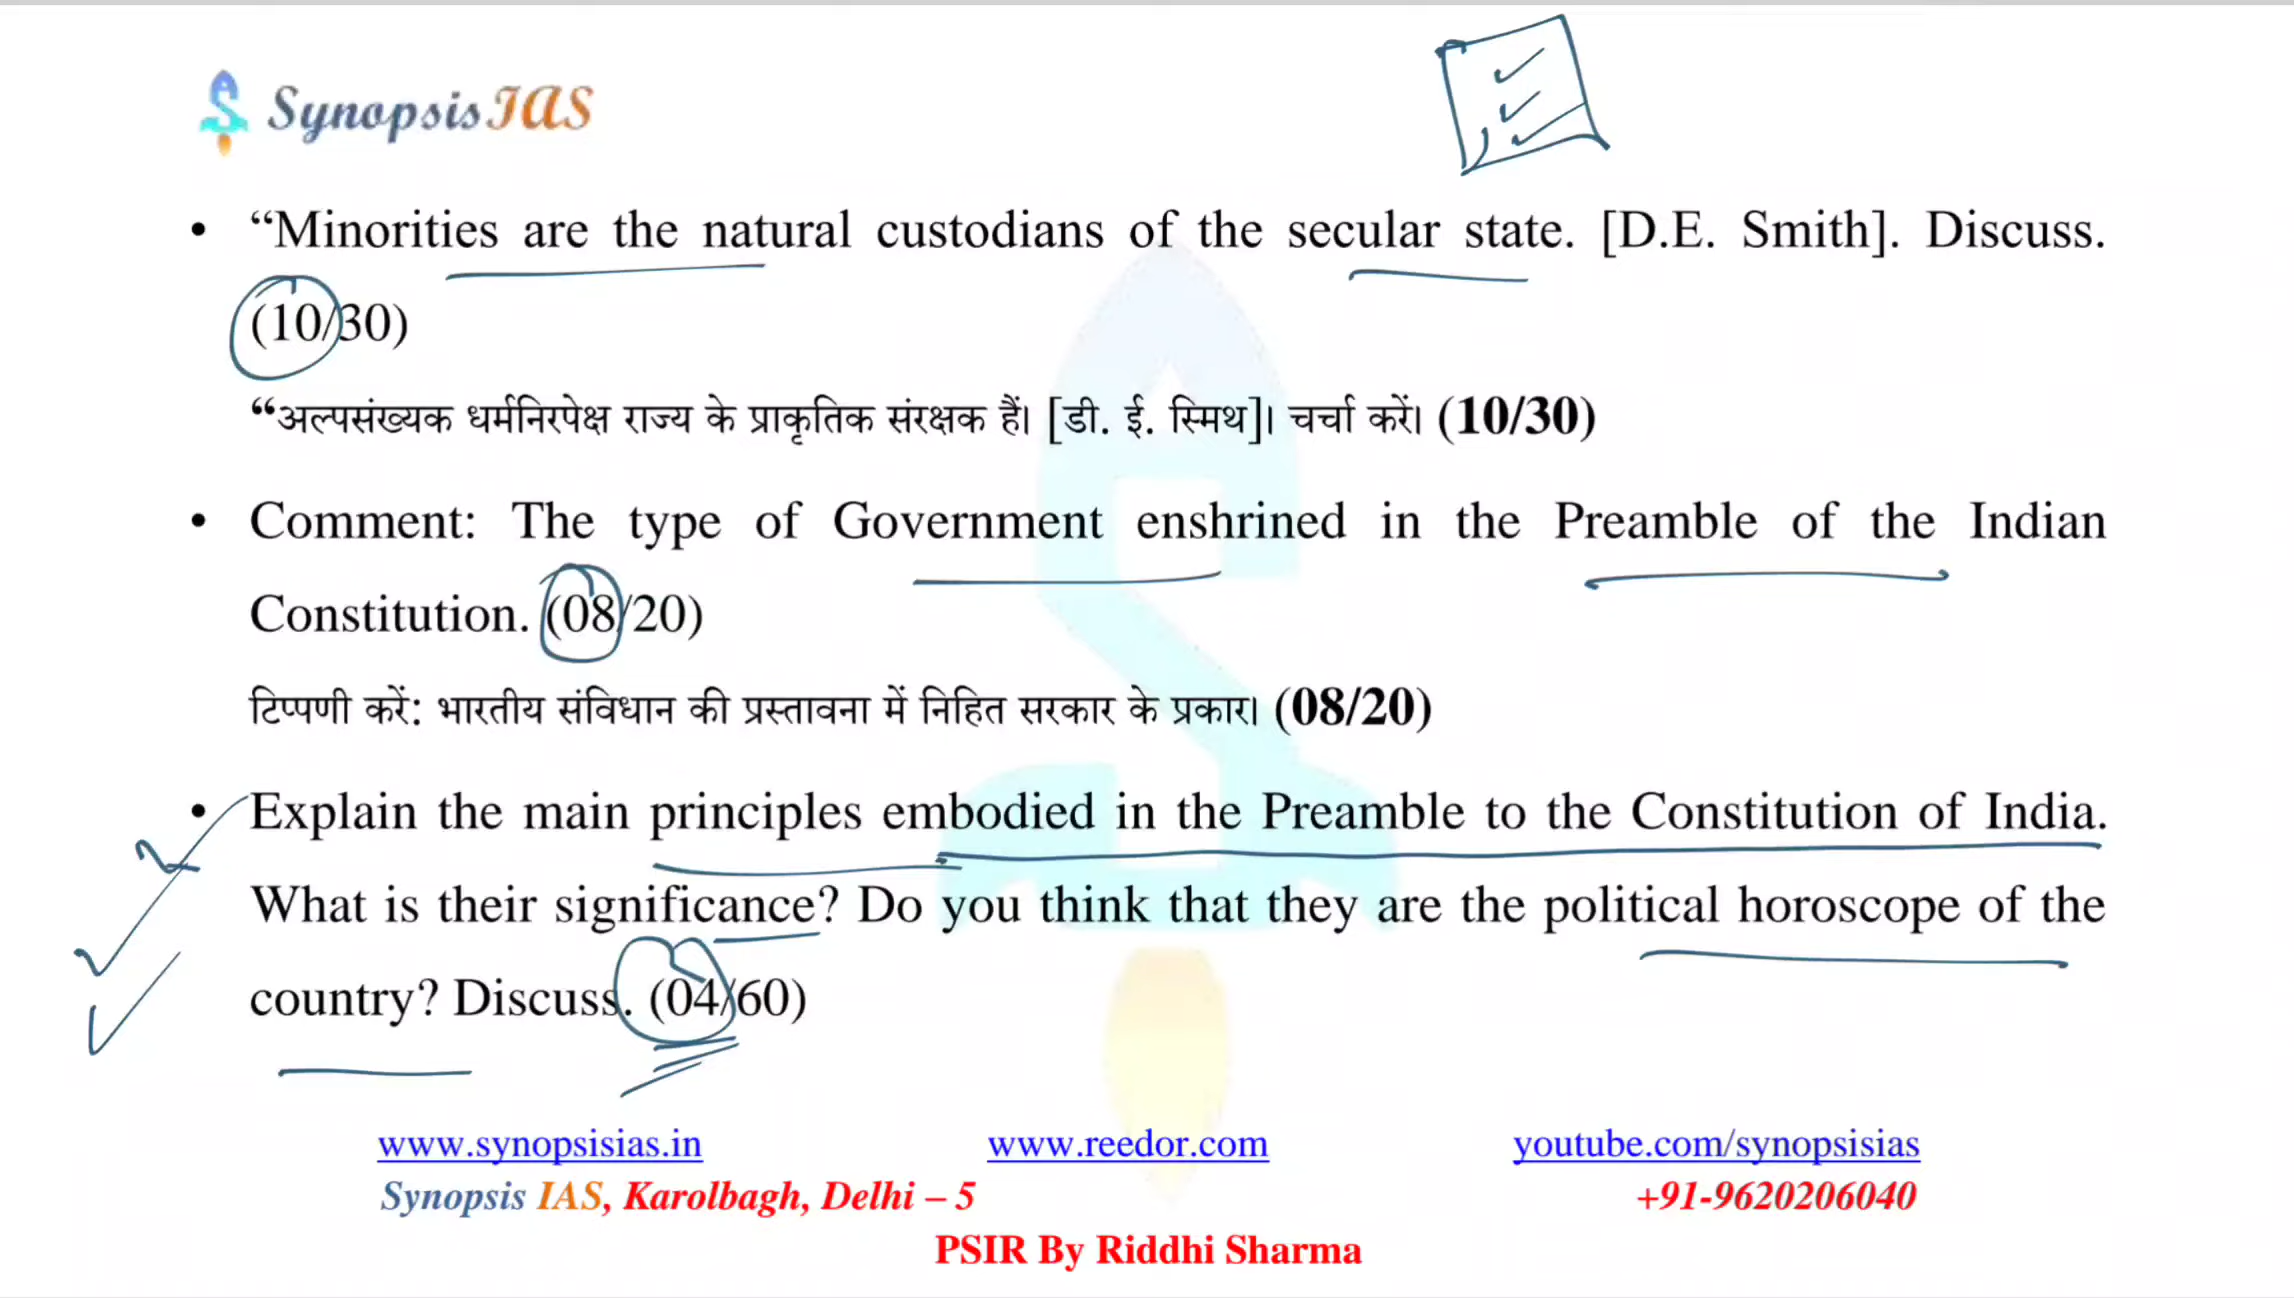 Synopsis IAS
• “Minorities are the natural custodians of the secular state. [D.E. Smith]. Discuss.
(10/30)
“अल्पसंख्यक धर्मनिरपेक्ष राज्य के प्राकृतिक संरक्षक हैं। [डी. ई. स्मिथ]। चर्चा करें। (10/30)
• Comment: The type of Government enshrined in the Preamble of the Indian
Constitution. (08/20)
टिप्पणी करें: भारतीय संविधान की प्रस्तावना में निहित सरकार के प्रकार। (08/20)
• Explain the main principles embodied in the Preamble to the Constitution of India.
What is their significance? Do you think that they are the political horoscope of the
country? Discuss. (04/60)
www.synopsisias.in www.reedor.com youtube.com/synopsisias
Synopsis IAS, Karolbagh, Delhi – 5 +91-9620206040
PSIR By Riddhi Sharma